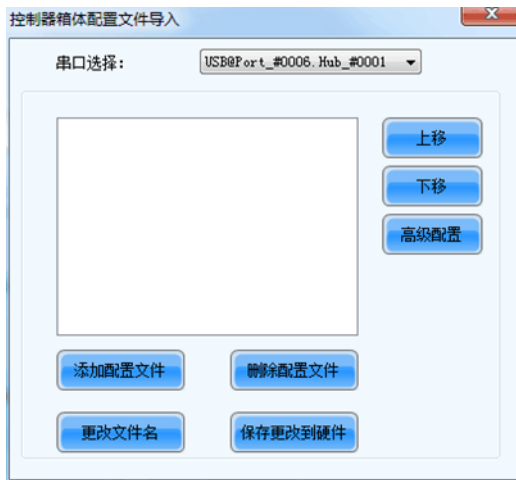 控制器箱体配置文件导入
串口选择： USB@Port_#0006.Hub_#0001
上移
下移
高级配置
添加配置文件 删除配置文件
更改文件名 保存更改到硬件